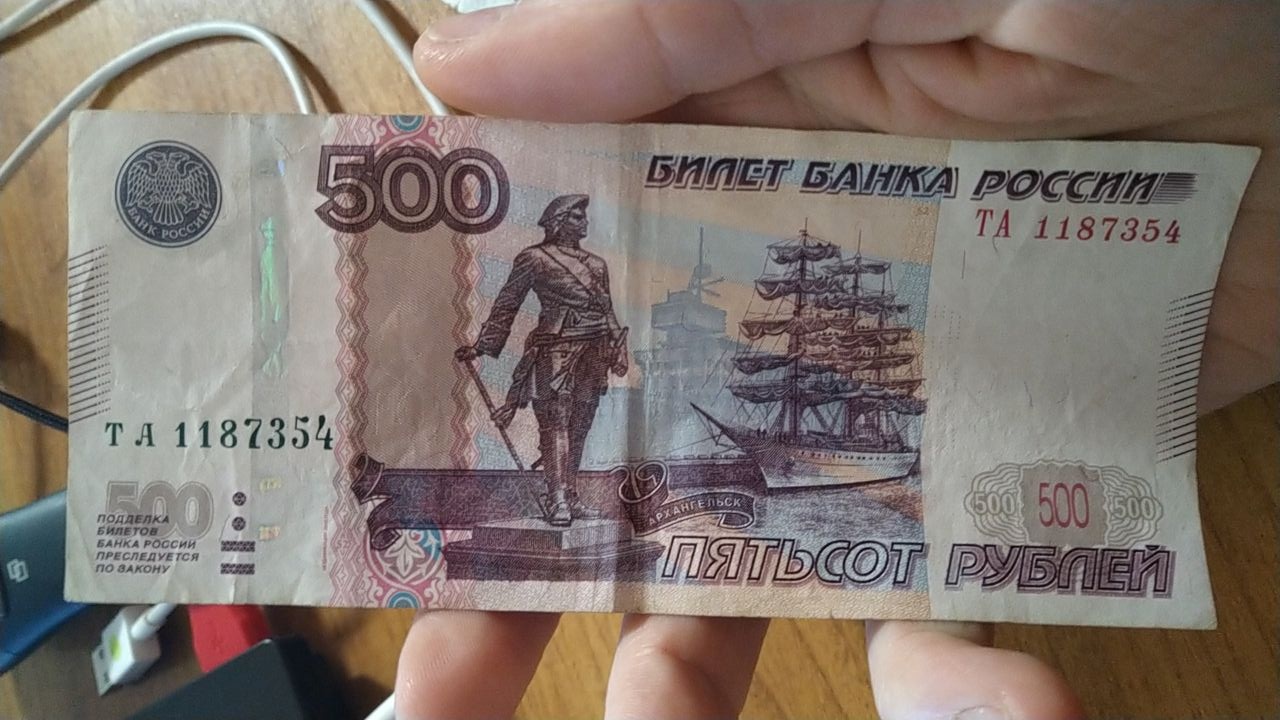 БАНК РОССИИ
500
БИЛЕТ БАНКА РОССИИ
ТА 1187354
ТА 1187354
500
ПОДДЕЛКА
БИЛЕТОВ
БАНКА РОССИИ
ПРЕСЛЕДУЕТСЯ
ПО ЗАКОНУ
АРХАНГЕЛЬСК
500 500 500
ПЯТЬСОТ РУБЛЕЙ